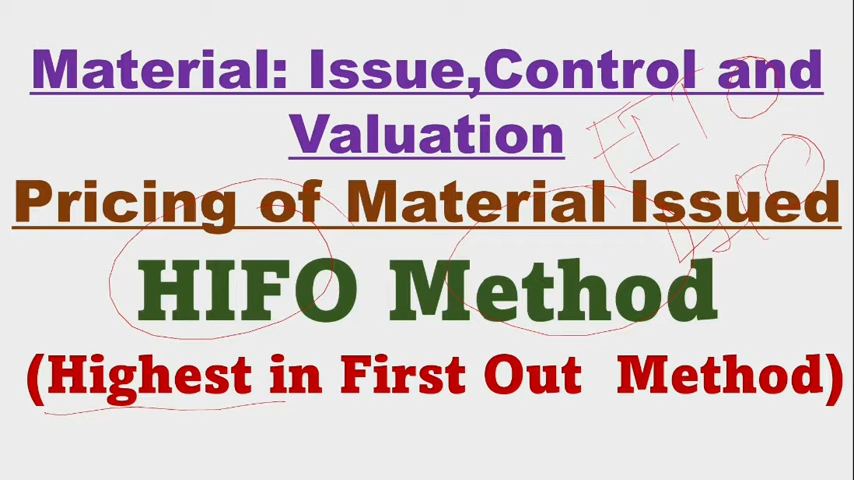 Material: Issue,Control and
Valuation
Pricing of Material Issued
HIFO Method
(Highest in First Out Method)